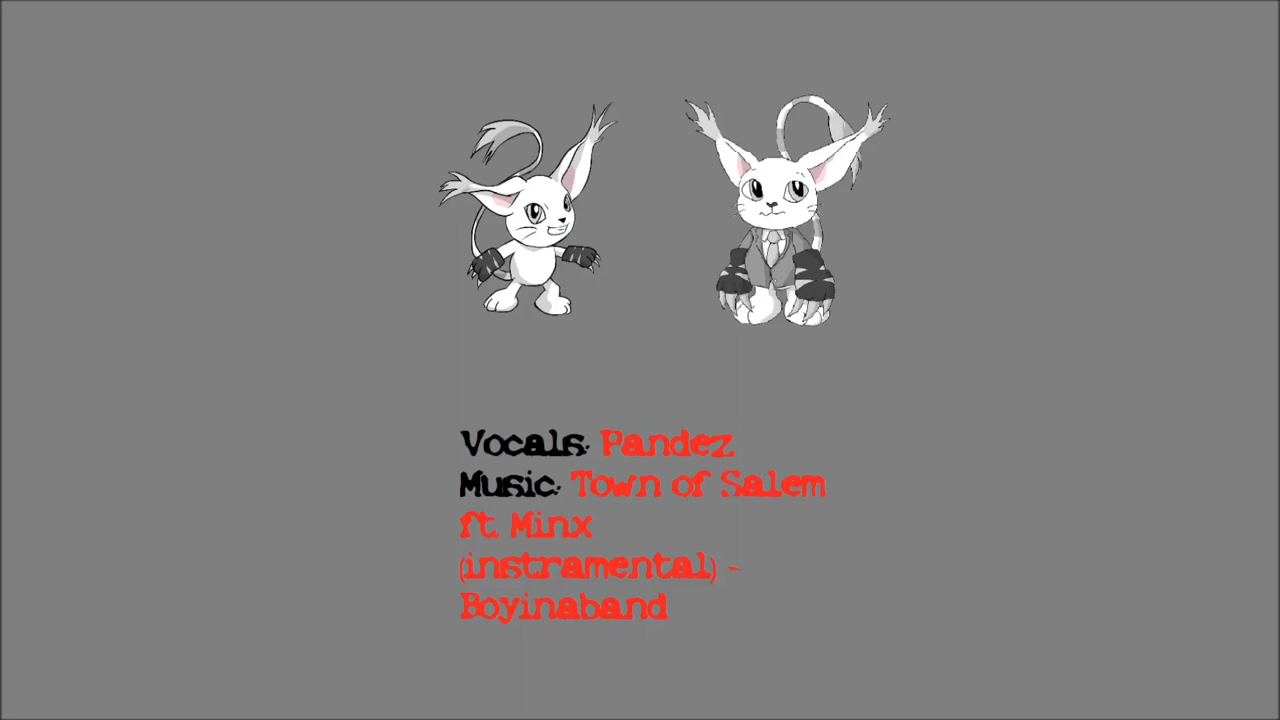 Vocals: Pandez
Music: Town of Salem
ft. Minx
(instramental) -
Boyinaband